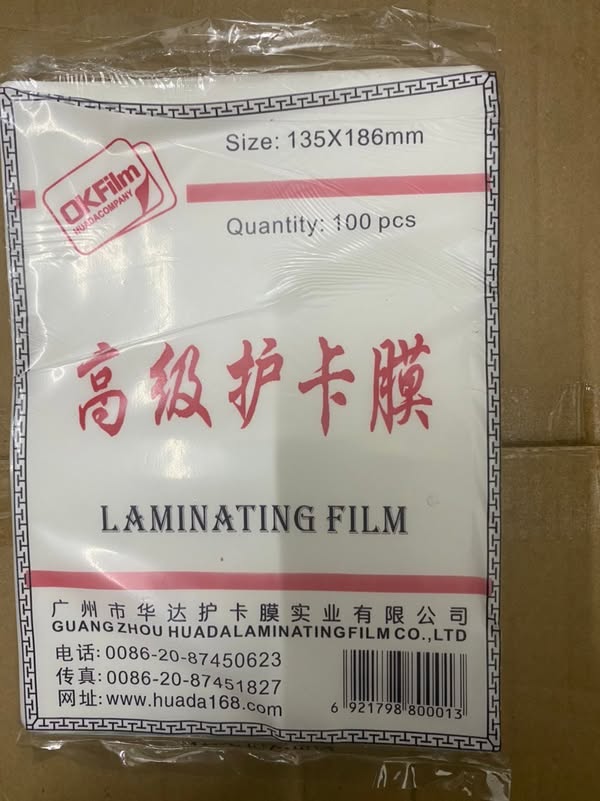 Size: 135X186mm
OKFilm
HUADACOMPANY
Quantity: 100 pcs
高级护卡膜
LAMINATING FILM
广州市华达护卡膜实业有限公司
GUANG ZHOU HUADALAMINATINGFILM CO.,LTD
电话: 0086-20-87450623
传真: 0086-20-87451827
网址: www.huada168.com
6 921798 800013